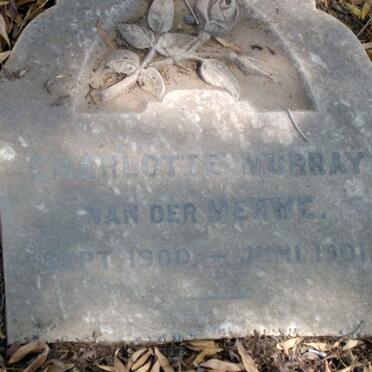 CHARLOTTE MURRAY
VAN DER MERWE.
SEPT 1900 — JUNI. 1901